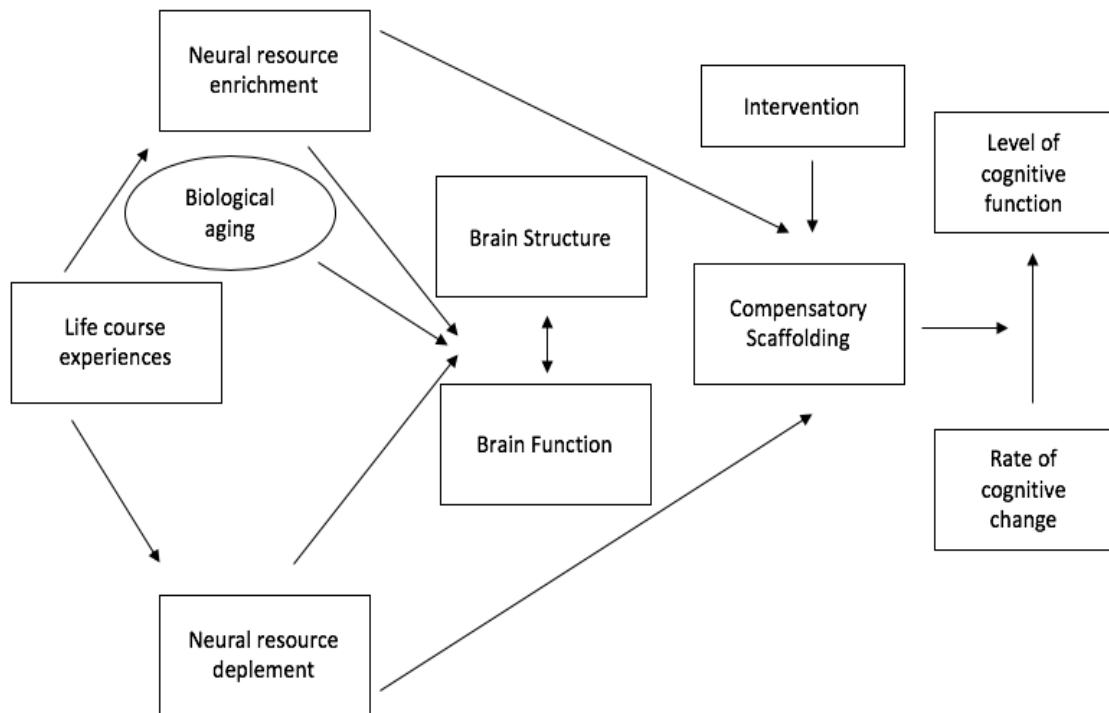 Neural resource
enrichment
Intervention
Level of
cognitive
function
Biological
aging
Brain Structure
Life course
experiences
Compensatory
Scaffolding
Brain Function
Rate of
cognitive
change
Neural resource
deplement